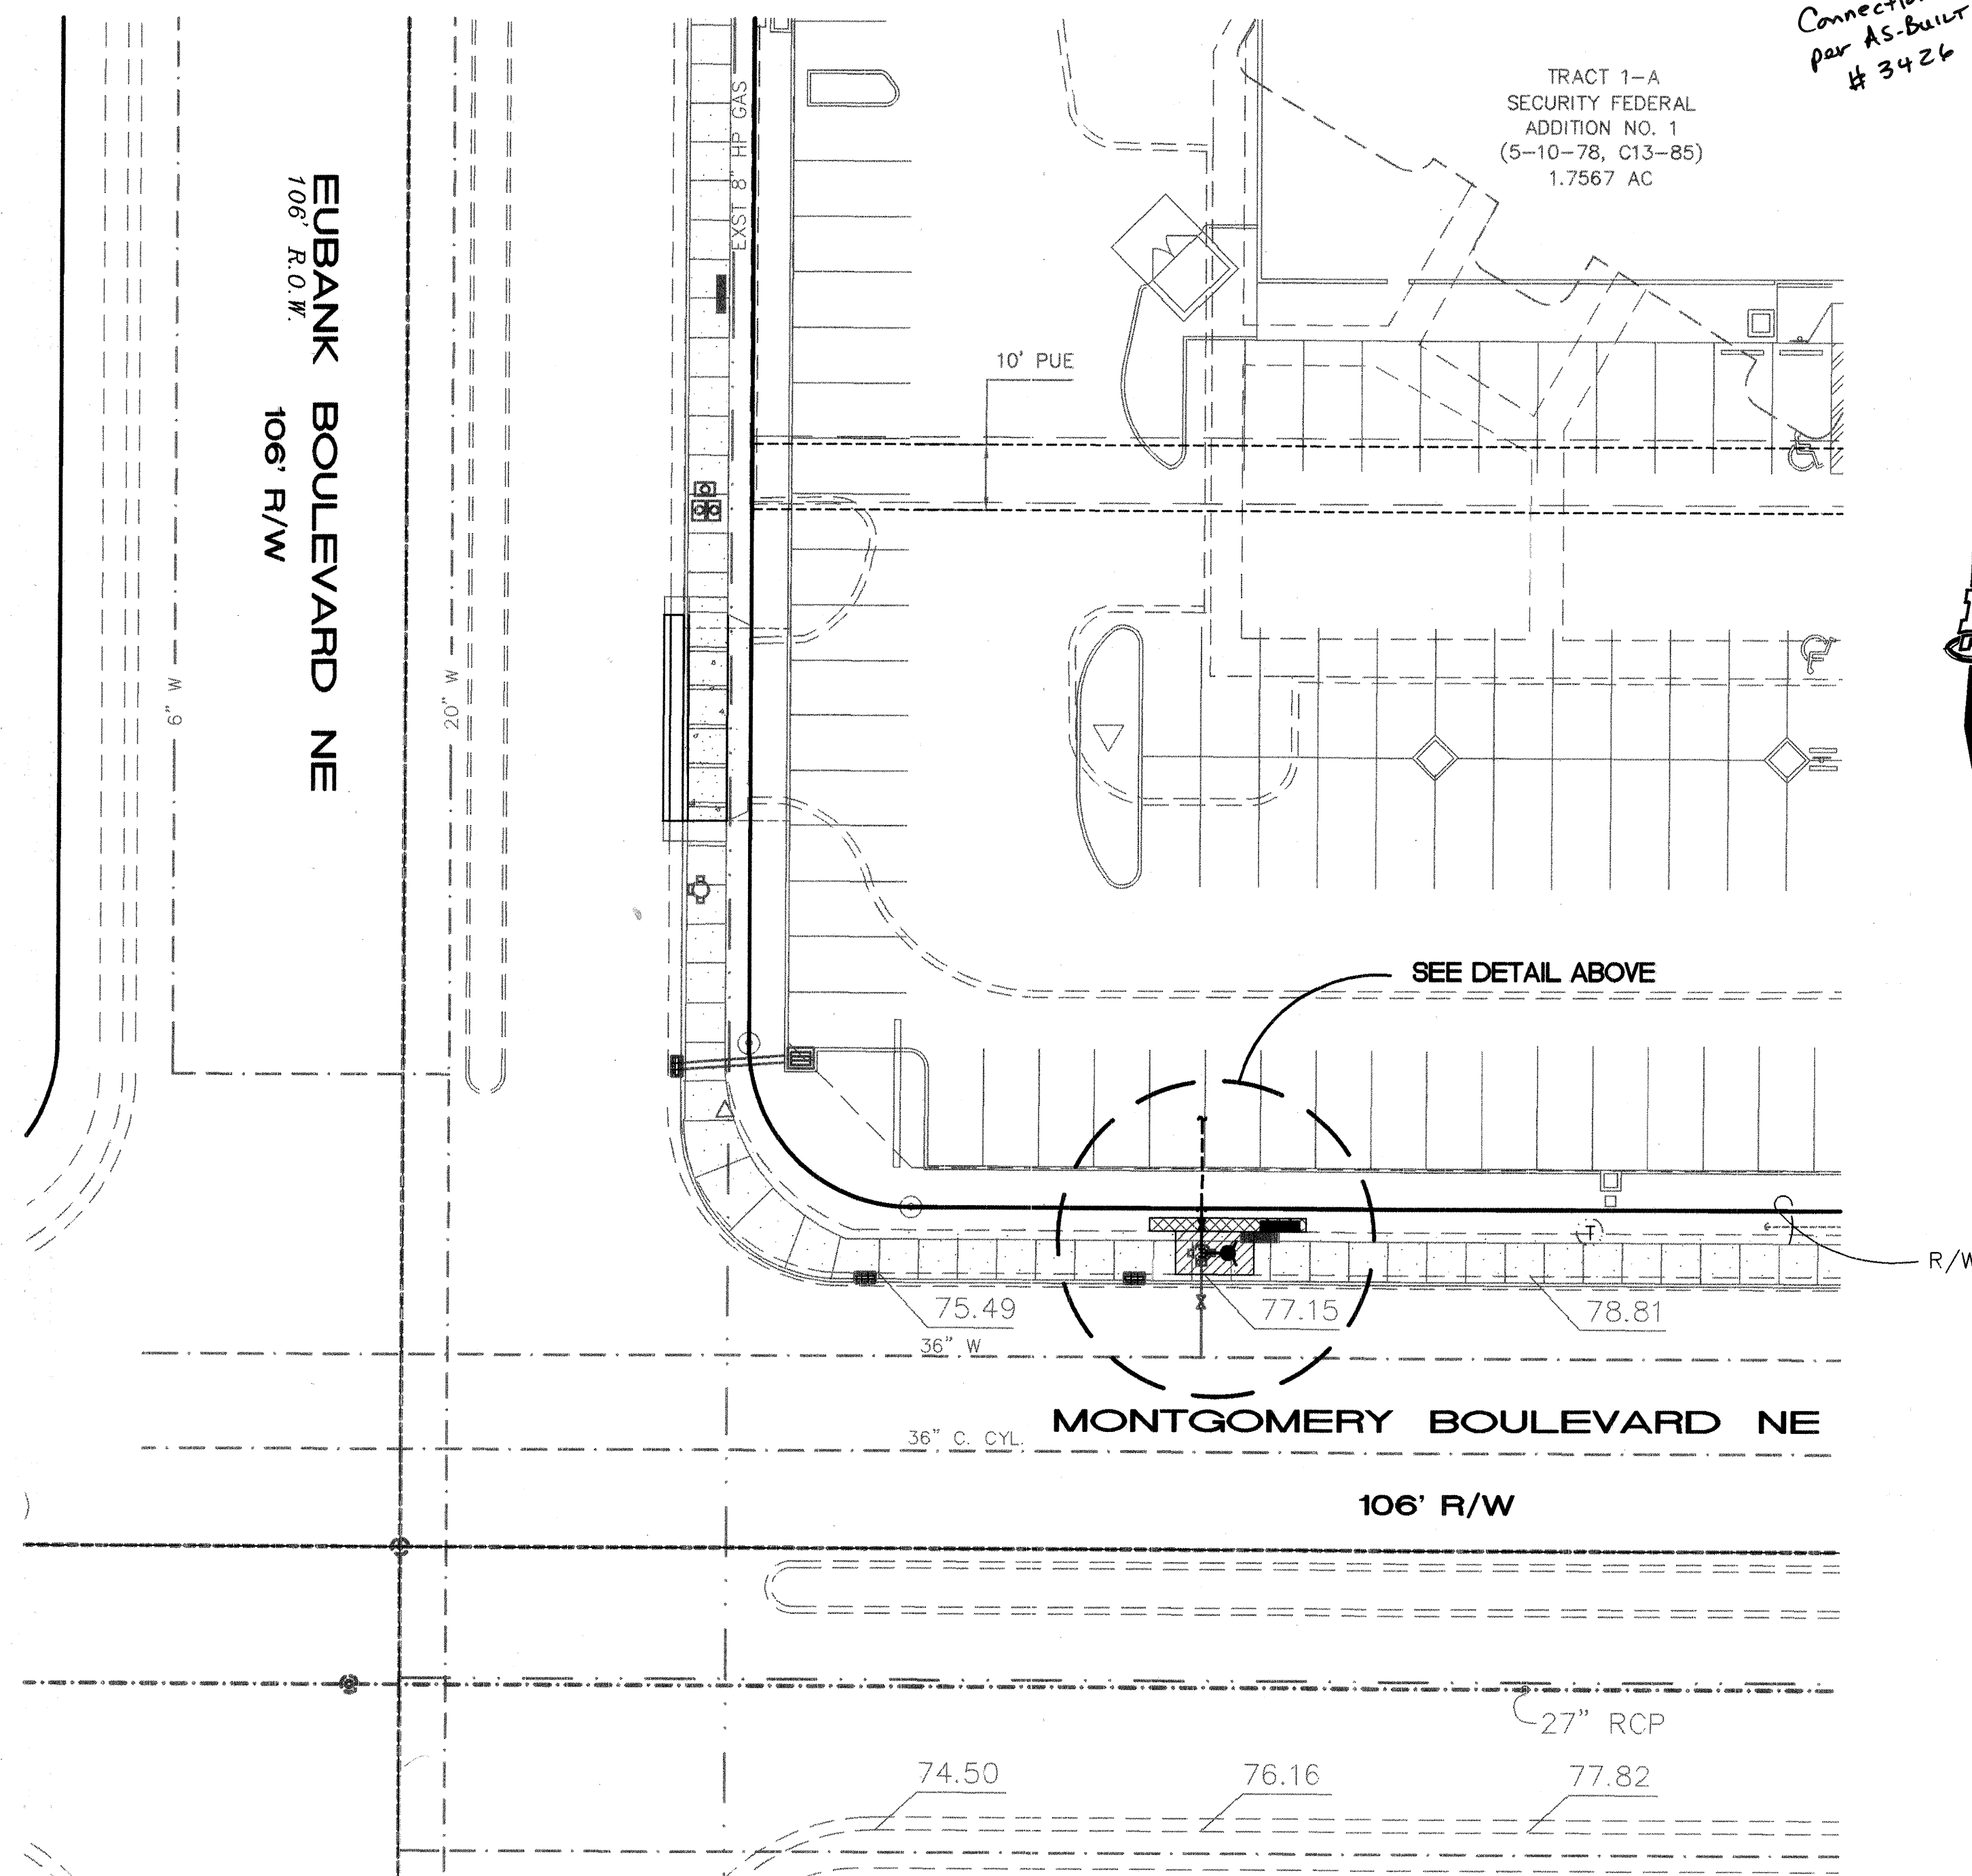 Connection
per AS-BUILT
# 3426
TRACT 1-A
SECURITY FEDERAL
ADDITION NO. 1
(5-10-78, C13-85)
1.7567 AC
EXST 8" HP GAS
EUBANK BOULEVARD NE
106' R.O.W.
106' R/W
10' PUE
6" W
20" W
SEE DETAIL ABOVE
T
R/W
75.49
77.15
78.81
36" W
MONTGOMERY BOULEVARD NE
36" C. CYL.
106' R/W
27" RCP
74.50
76.16
77.82